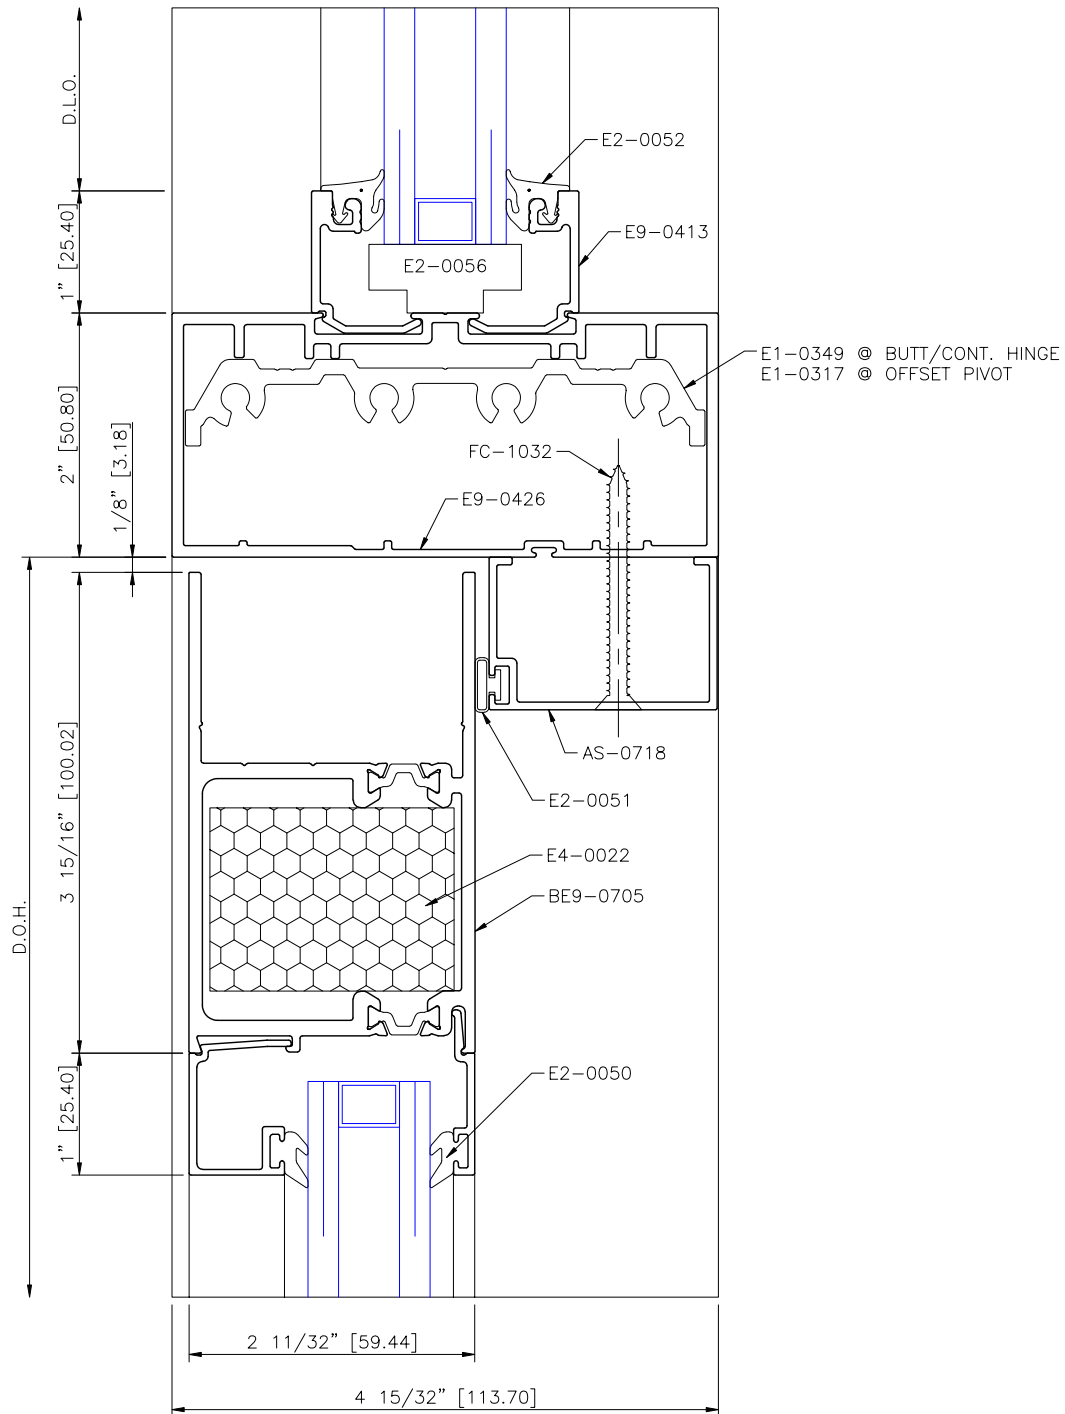 D.L.O.
E2-0052
1" [25.40]
E9-0413
E2-0056
E1-0349 @ BUTT/CONT. HINGE
E1-0317 @ OFFSET PIVOT
2" [50.80]
1/8" [3.18]
FC-1032
E9-0426
AS-0718
E2-0051
3 15/16" [100.02]
E4-0022
BE9-0705
D.O.H.
E2-0050
1" [25.40]
2 11/32" [59.44]
4 15/32" [113.70]